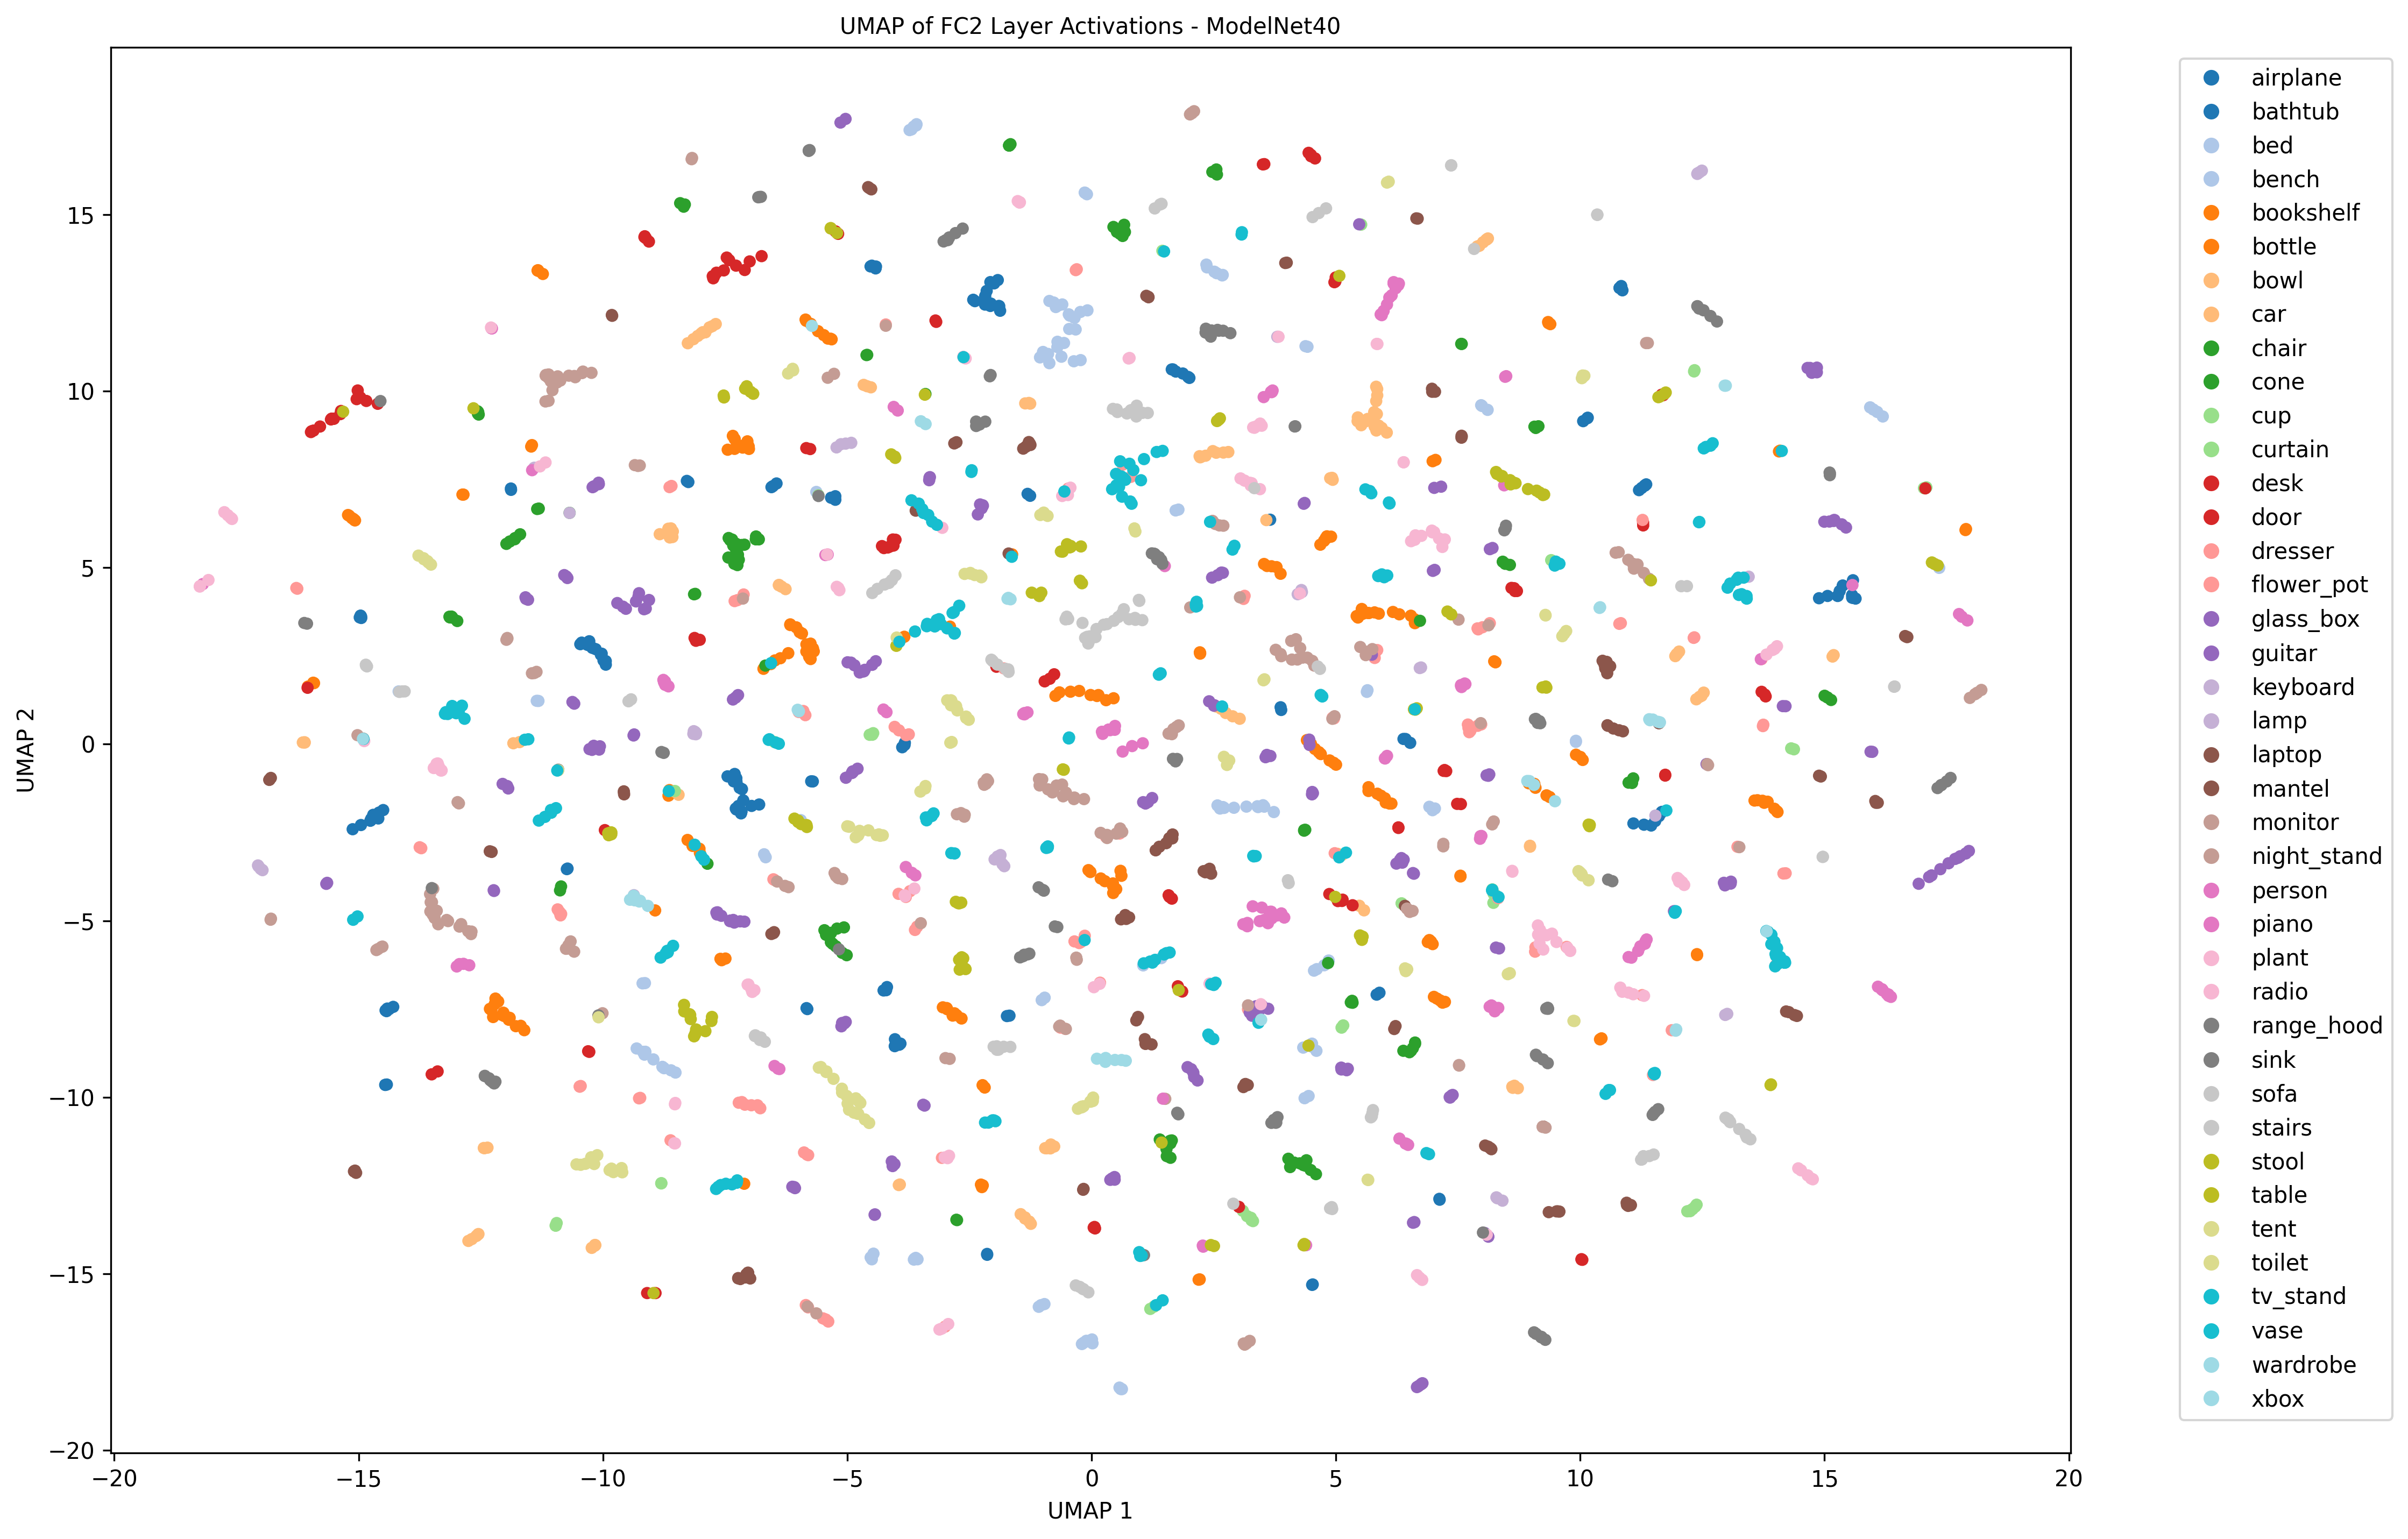 UMAP of FC2 Layer Activations - ModelNet40
UMAP 2
15
10
5
0
−5
−10
−15
−20
−20
−15
−10
−5
0
5
10
15
20
UMAP 1
airplane
bathtub
bed
bench
bookshelf
bottle
bowl
car
chair
cone
cup
curtain
desk
door
dresser
flower_pot
glass_box
guitar
keyboard
lamp
laptop
mantel
monitor
night_stand
person
piano
plant
radio
range_hood
sink
sofa
stairs
stool
table
tent
toilet
tv_stand
vase
wardrobe
xbox